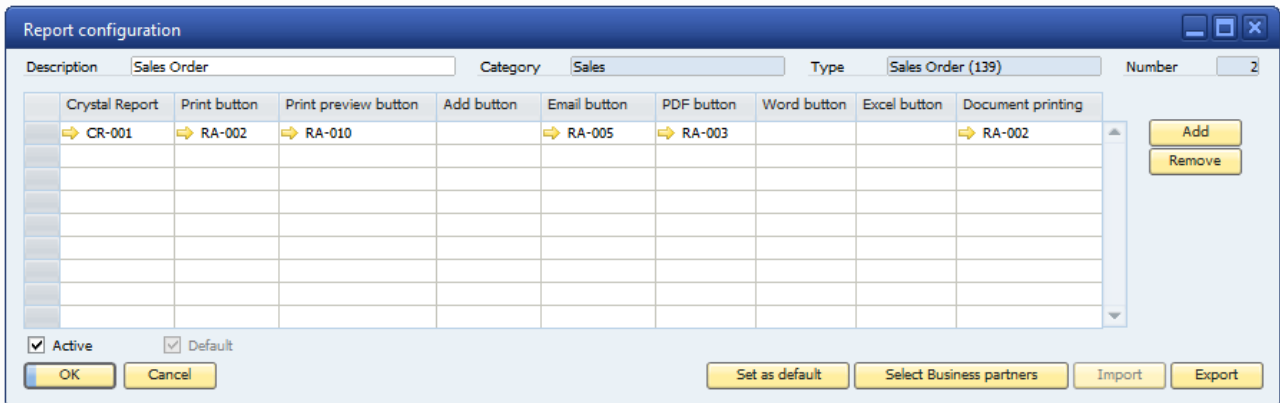 Report configuration
Description Sales Order Category Sales Type Sales Order (139) Number 2
Crystal Report Print button Print preview button Add button Email button PDF button Word button Excel button Document printing
CR-001 RA-002 RA-010 RA-005 RA-003 RA-002
Add
Remove
Active Default
OK Cancel Set as default Select Business partners Import Export